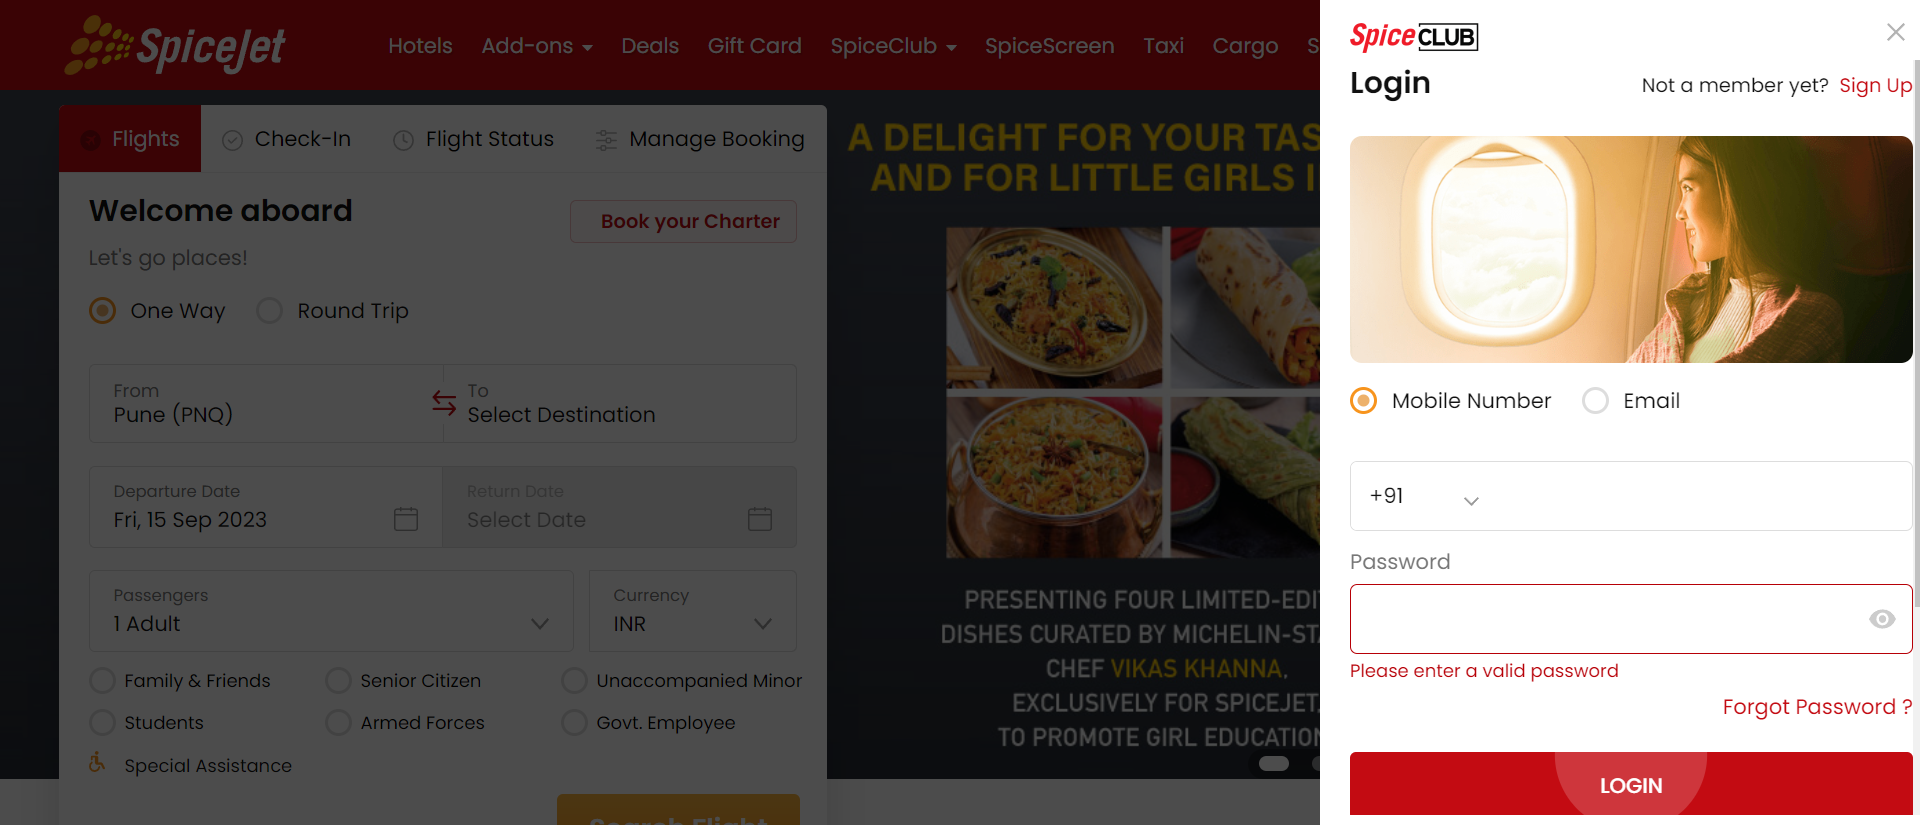 SpiceJet
Hotels Add-ons Deals Gift Card SpiceClub SpiceScreen Taxi Cargo S
Flights Check-In Flight Status Manage Booking
Welcome aboard
Book your Charter
Let's go places!
One Way Round Trip
From
Pune (PNQ)
To
Select Destination
Departure Date
Fri, 15 Sep 2023
Return Date
Select Date
Passengers
1 Adult
Currency
INR
Family & Friends Senior Citizen Unaccompanied Minor
Students Armed Forces Govt. Employee
Special Assistance
Search Flight
A DELIGHT FOR YOUR TAS
AND FOR LITTLE GIRLS I
PRESENTING FOUR LIMITED-EDI
DISHES CURATED BY MICHELIN-STA
CHEF VIKAS KHANNA,
EXCLUSIVELY FOR SPICEJET,
TO PROMOTE GIRL EDUCATION
SpiceCLUB
Login
Not a member yet? Sign Up
Mobile Number Email
+91
Password
Please enter a valid password
Forgot Password ?
LOGIN